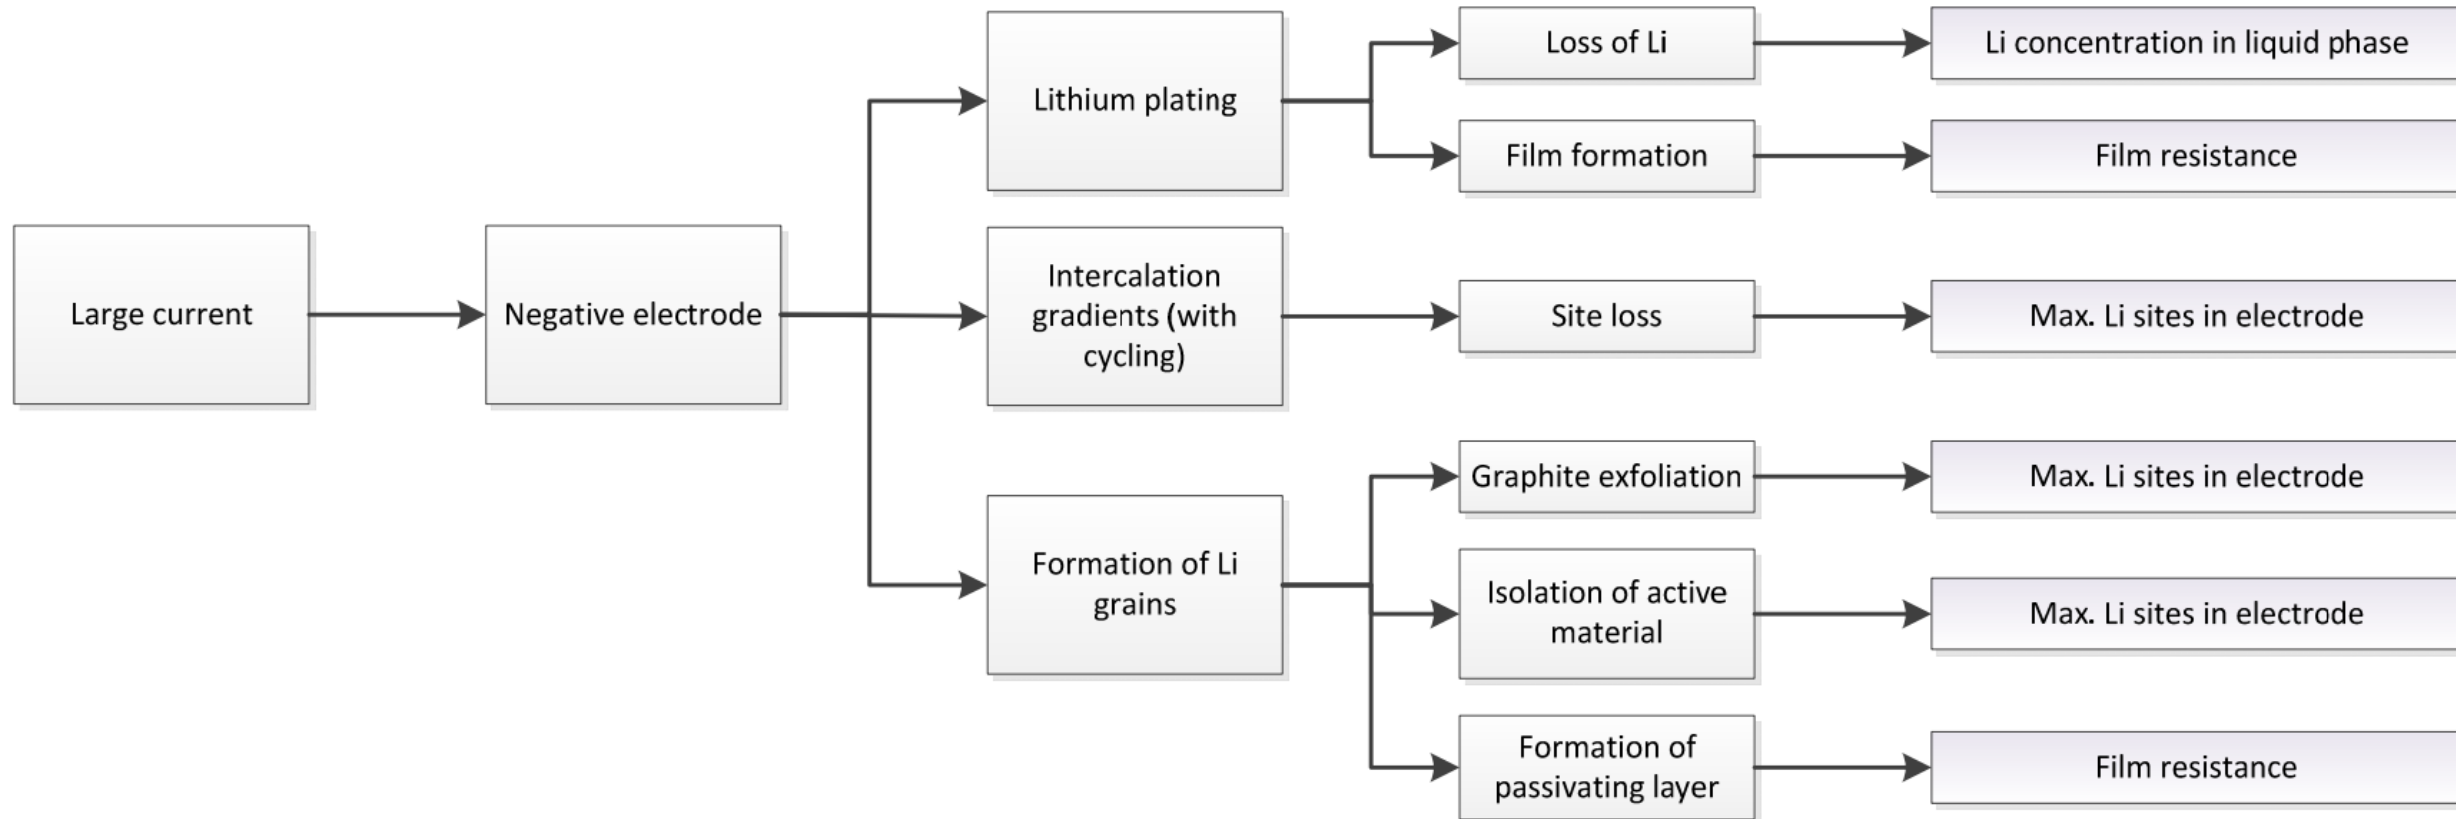 Large current
Negative electrode
Lithium plating
Intercalation
gradients (with
cycling)
Formation of Li
grains
Loss of Li
Film formation
Site loss
Graphite exfoliation
Isolation of active
material
Formation of
passivating layer
Li concentration in liquid phase
Film resistance
Max. Li sites in electrode
Max. Li sites in electrode
Max. Li sites in electrode
Film resistance